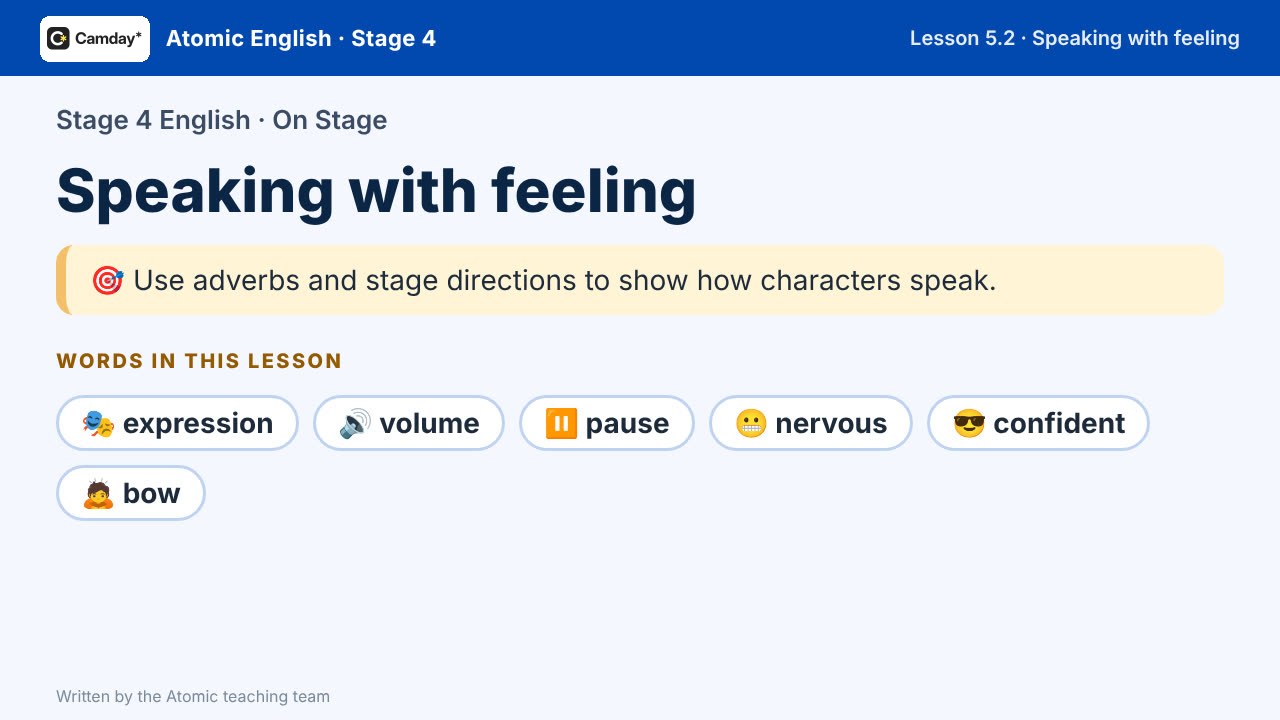 Camday*
Atomic English · Stage 4
Lesson 5.2 · Speaking with feeling
Stage 4 English · On Stage
Speaking with feeling
🎯 Use adverbs and stage directions to show how characters speak.
WORDS IN THIS LESSON
🎭 expression 🔊 volume ⏸️ pause 😬 nervous 😎 confident
🙇 bow
Written by the Atomic teaching team